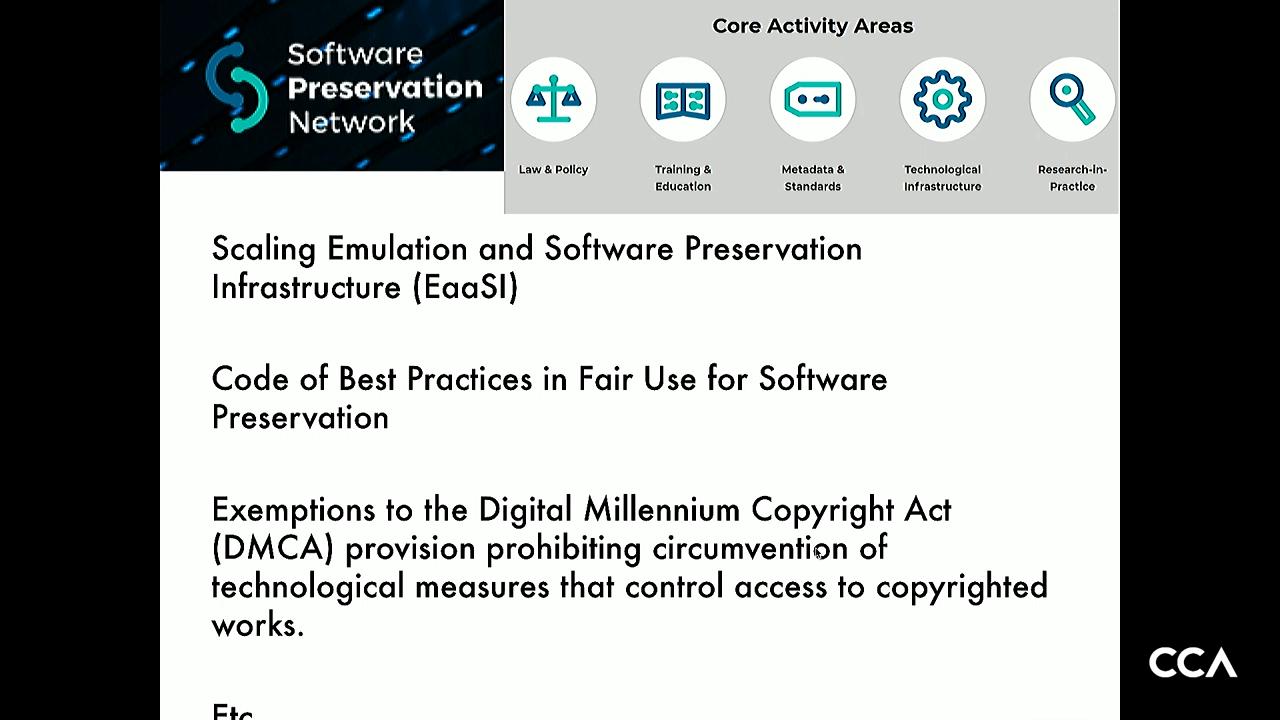 Software
Preservation
Network
Core Activity Areas
Law & Policy
Training &
Education
Metadata &
Standards
Technological
Infrastructure
Research-in-
Practice
Scaling Emulation and Software Preservation
Infrastructure (EaaSI)
Code of Best Practices in Fair Use for Software
Preservation
Exemptions to the Digital Millennium Copyright Act
(DMCA) provision prohibiting circumvention of
technological measures that control access to copyrighted
works.
Etc
CCA